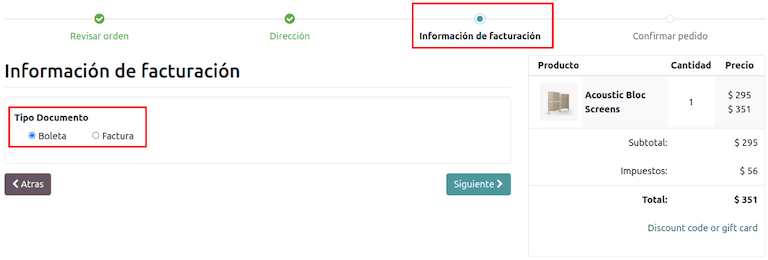 Revisar orden
Dirección
Información de facturación
Confirmar pedido
Información de facturación
Tipo Documento
Boleta
Factura
Atras
Siguiente
Producto Cantidad Precio
Acoustic Bloc 1 $ 295
Screens $ 351
Subtotal: $ 295
Impuestos: $ 56
Total: $ 351
Discount code or gift card